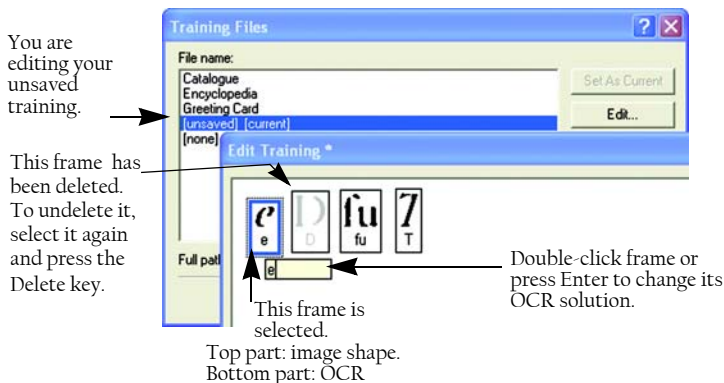 You are
editing your
unsaved
training.
This frame has
been deleted.
To undelete it,
select it again
and press the
Delete key.
Training Files
File name:
Catalogue
Encyclopedia
Greeting Card
[unsaved] [current]
[none]
Set As Current
Edit...
Edit Training *
e D fu 7
e D fu T
e
Full pat
Double-click frame or
press Enter to change its
OCR solution.
This frame is
selected.
Top part: image shape.
Bottom part: OCR